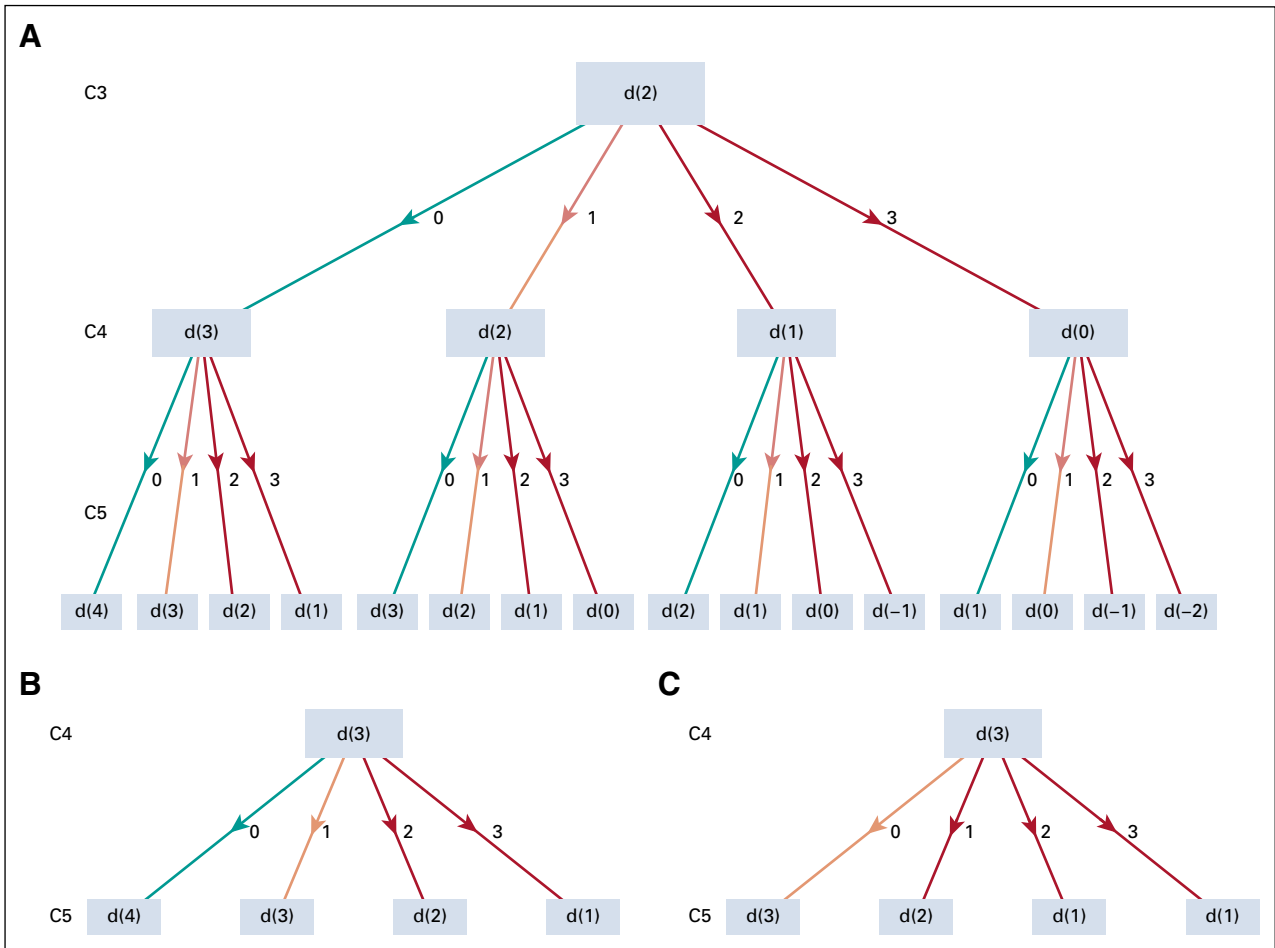 A
C3
d(2)
0 1 2 3
C4
d(3) d(2) d(1) d(0)
0 1 2 3 0 1 2 3 0 1 2 3 0 1 2 3
C5
d(4) d(3) d(2) d(1) d(3) d(2) d(1) d(0) d(2) d(1) d(0) d(−1) d(1) d(0) d(−1) d(−2)
B
C4
d(3)
0 1 2 3
C5
d(4) d(3) d(2) d(1)
C
C4
d(3)
0 1 2 3
C5
d(3) d(2) d(1) d(1)